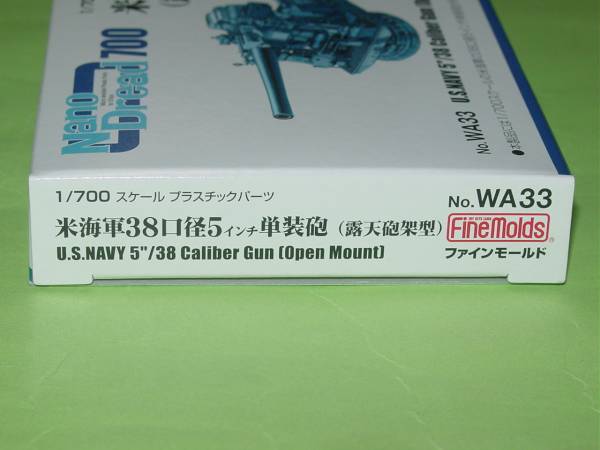 Nano Dread 700
No.WA33 U.S.NAVY 5"/38 Caliber Gun
1/700 スケール プラスチックパーツ
No.WA33
米海軍38口径5インチ単装砲(露天砲架型)
U.S.NAVY 5"/38 Caliber Gun (Open Mount)
FineMolds
ファインモールド